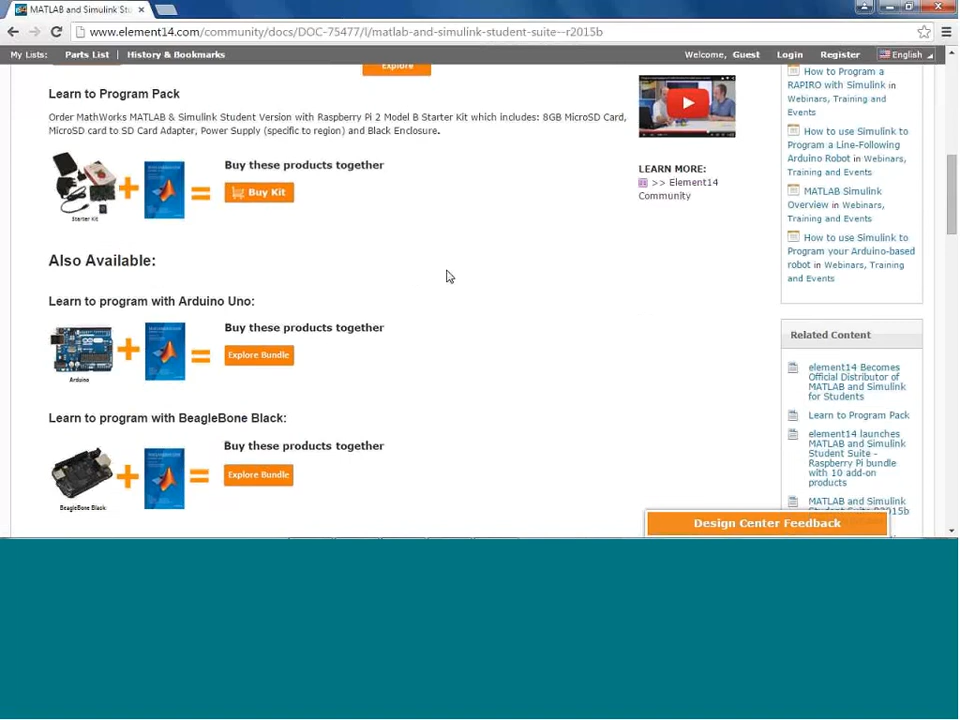 MATLAB and Simulink Stu
www.element14.com/community/docs/DOC-75477/l/matlab-and-simulink-student-suite--r2015b
My Lists: Parts List | History & Bookmarks Welcome, Guest Login Register English
Explore
Learn to Program Pack
Order MathWorks MATLAB & Simulink Student Version with Raspberry Pi 2 Model B Starter Kit which includes: 8GB MicroSD Card,
MicroSD card to SD Card Adapter, Power Supply (specific to region) and Black Enclosure.
Buy these products together
Buy Kit
Starter Kit
Also Available:
Learn to program with Arduino Uno:
Buy these products together
Explore Bundle
Arduino
Learn to program with BeagleBone Black:
Buy these products together
Explore Bundle
BeagleBone Black
LEARN MORE:
>> Element14
Community
How to Program a
RAPIRO with Simulink in
Webinars, Training and
Events
How to use Simulink to
Program a Line-Following
Arduino Robot in Webinars,
Training and Events
MATLAB Simulink
Overview in Webinars,
Training and Events
How to use Simulink to
Program your Arduino-based
robot in Webinars, Training
and Events
Related Content
element14 Becomes
Official Distributor of
MATLAB and Simulink
for Students
Learn to Program Pack
element14 launches
MATLAB and Simulink
Student Suite -
Raspberry Pi bundle
with 10 add-on
products
MATLAB and Simulink
Student Suite R2015b
Design Center Feedback